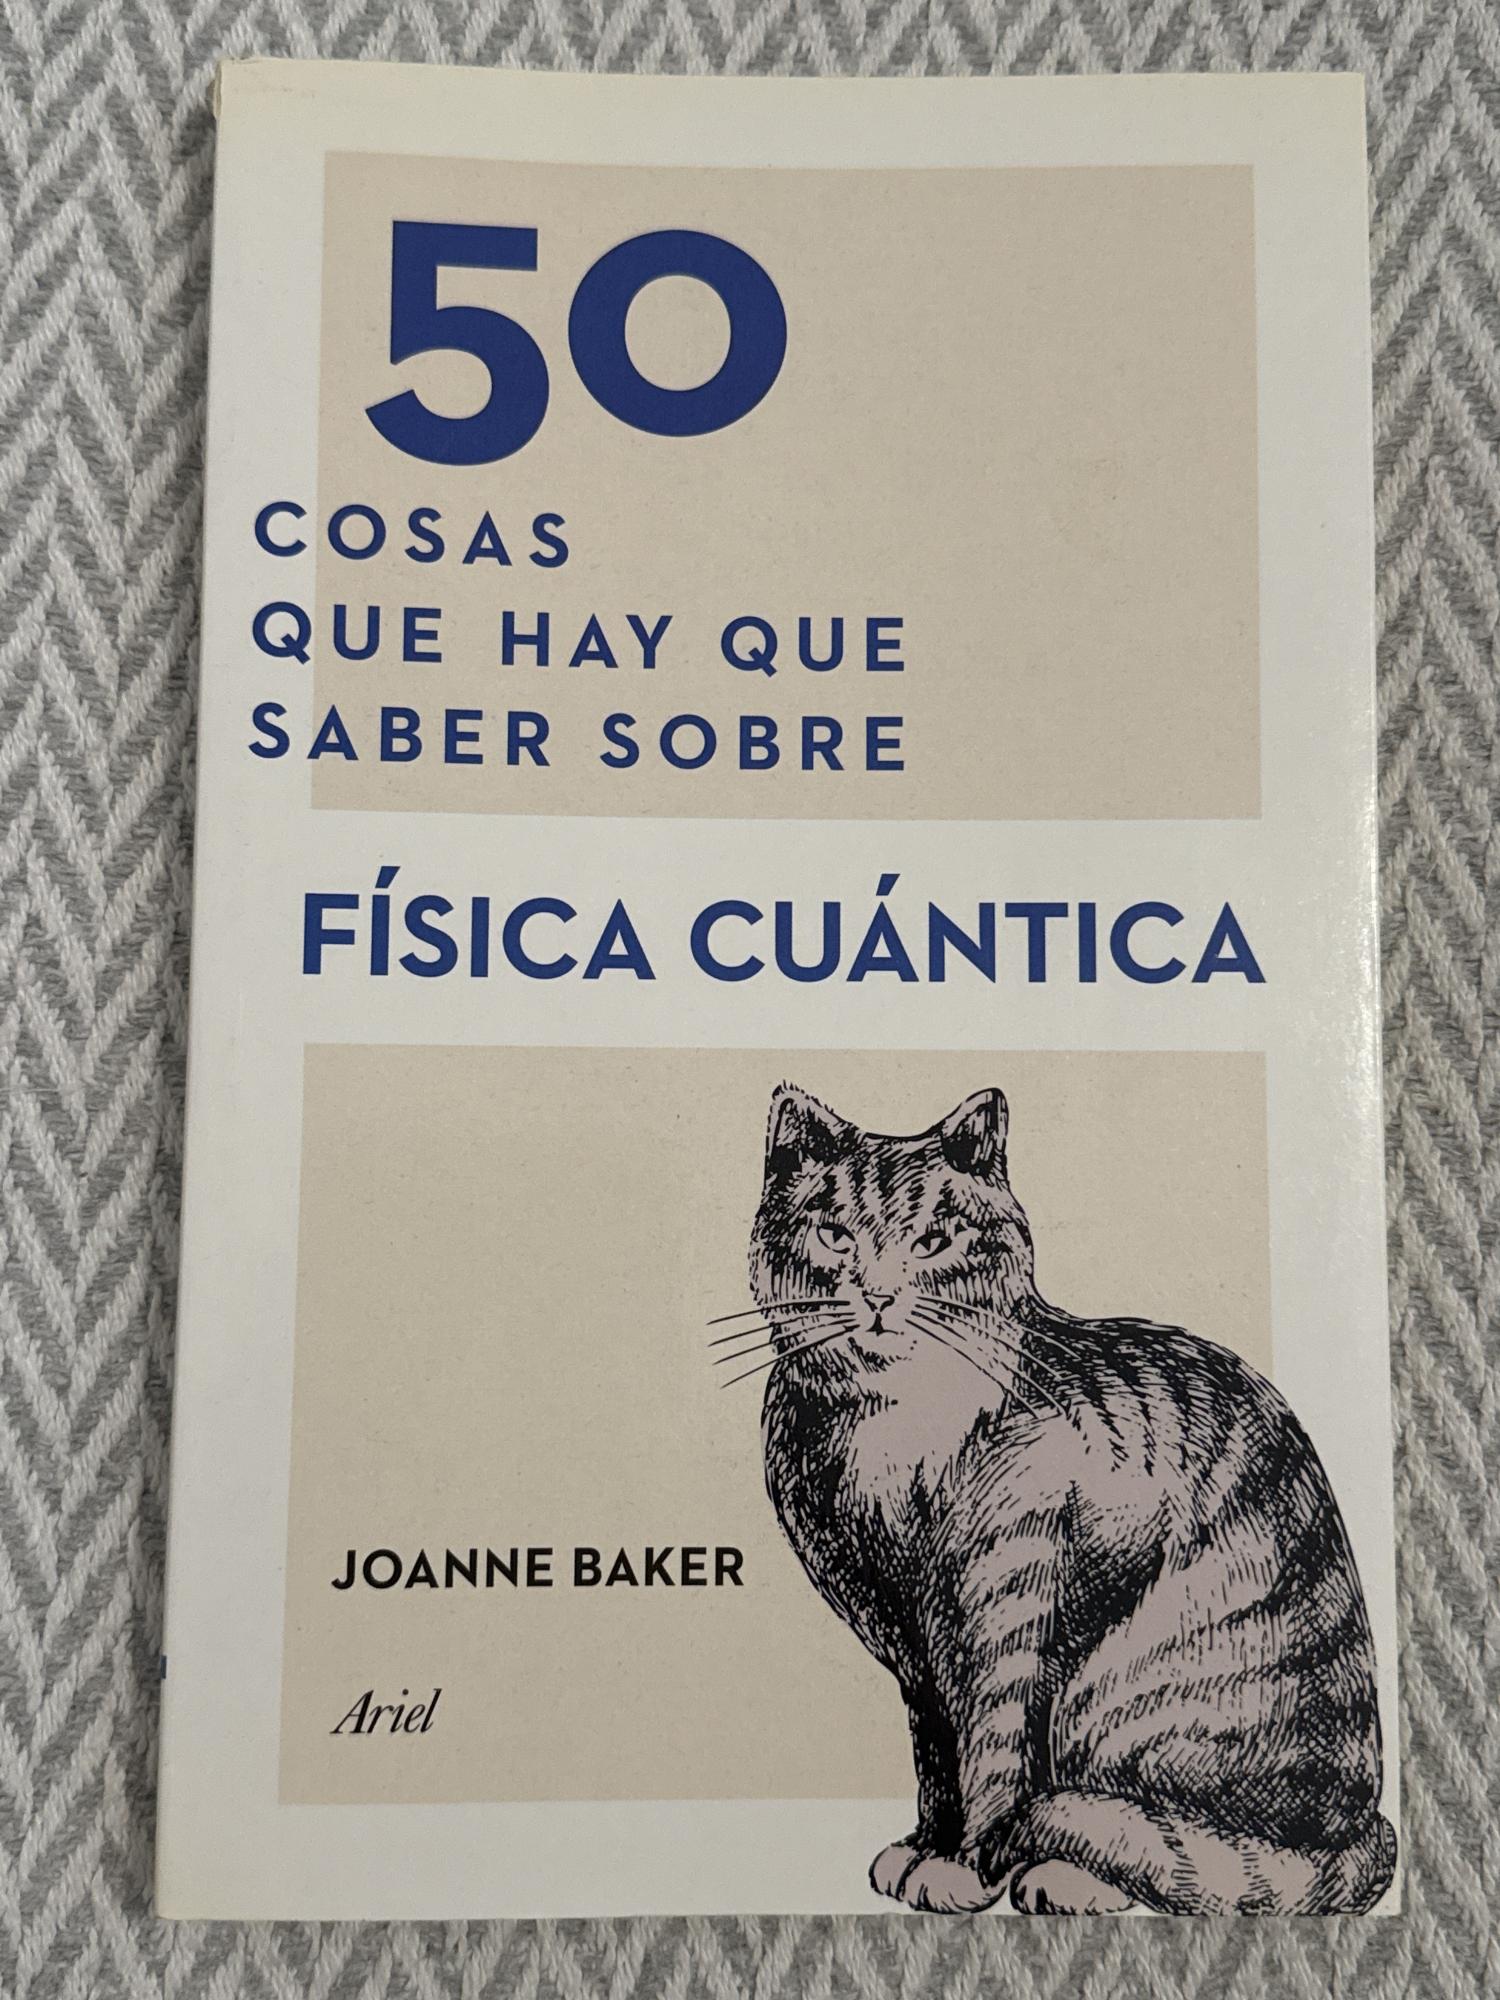 50
COSAS
QUE HAY QUE
SABER SOBRE
FÍSICA CUÁNTICA
JOANNE BAKER
Ariel